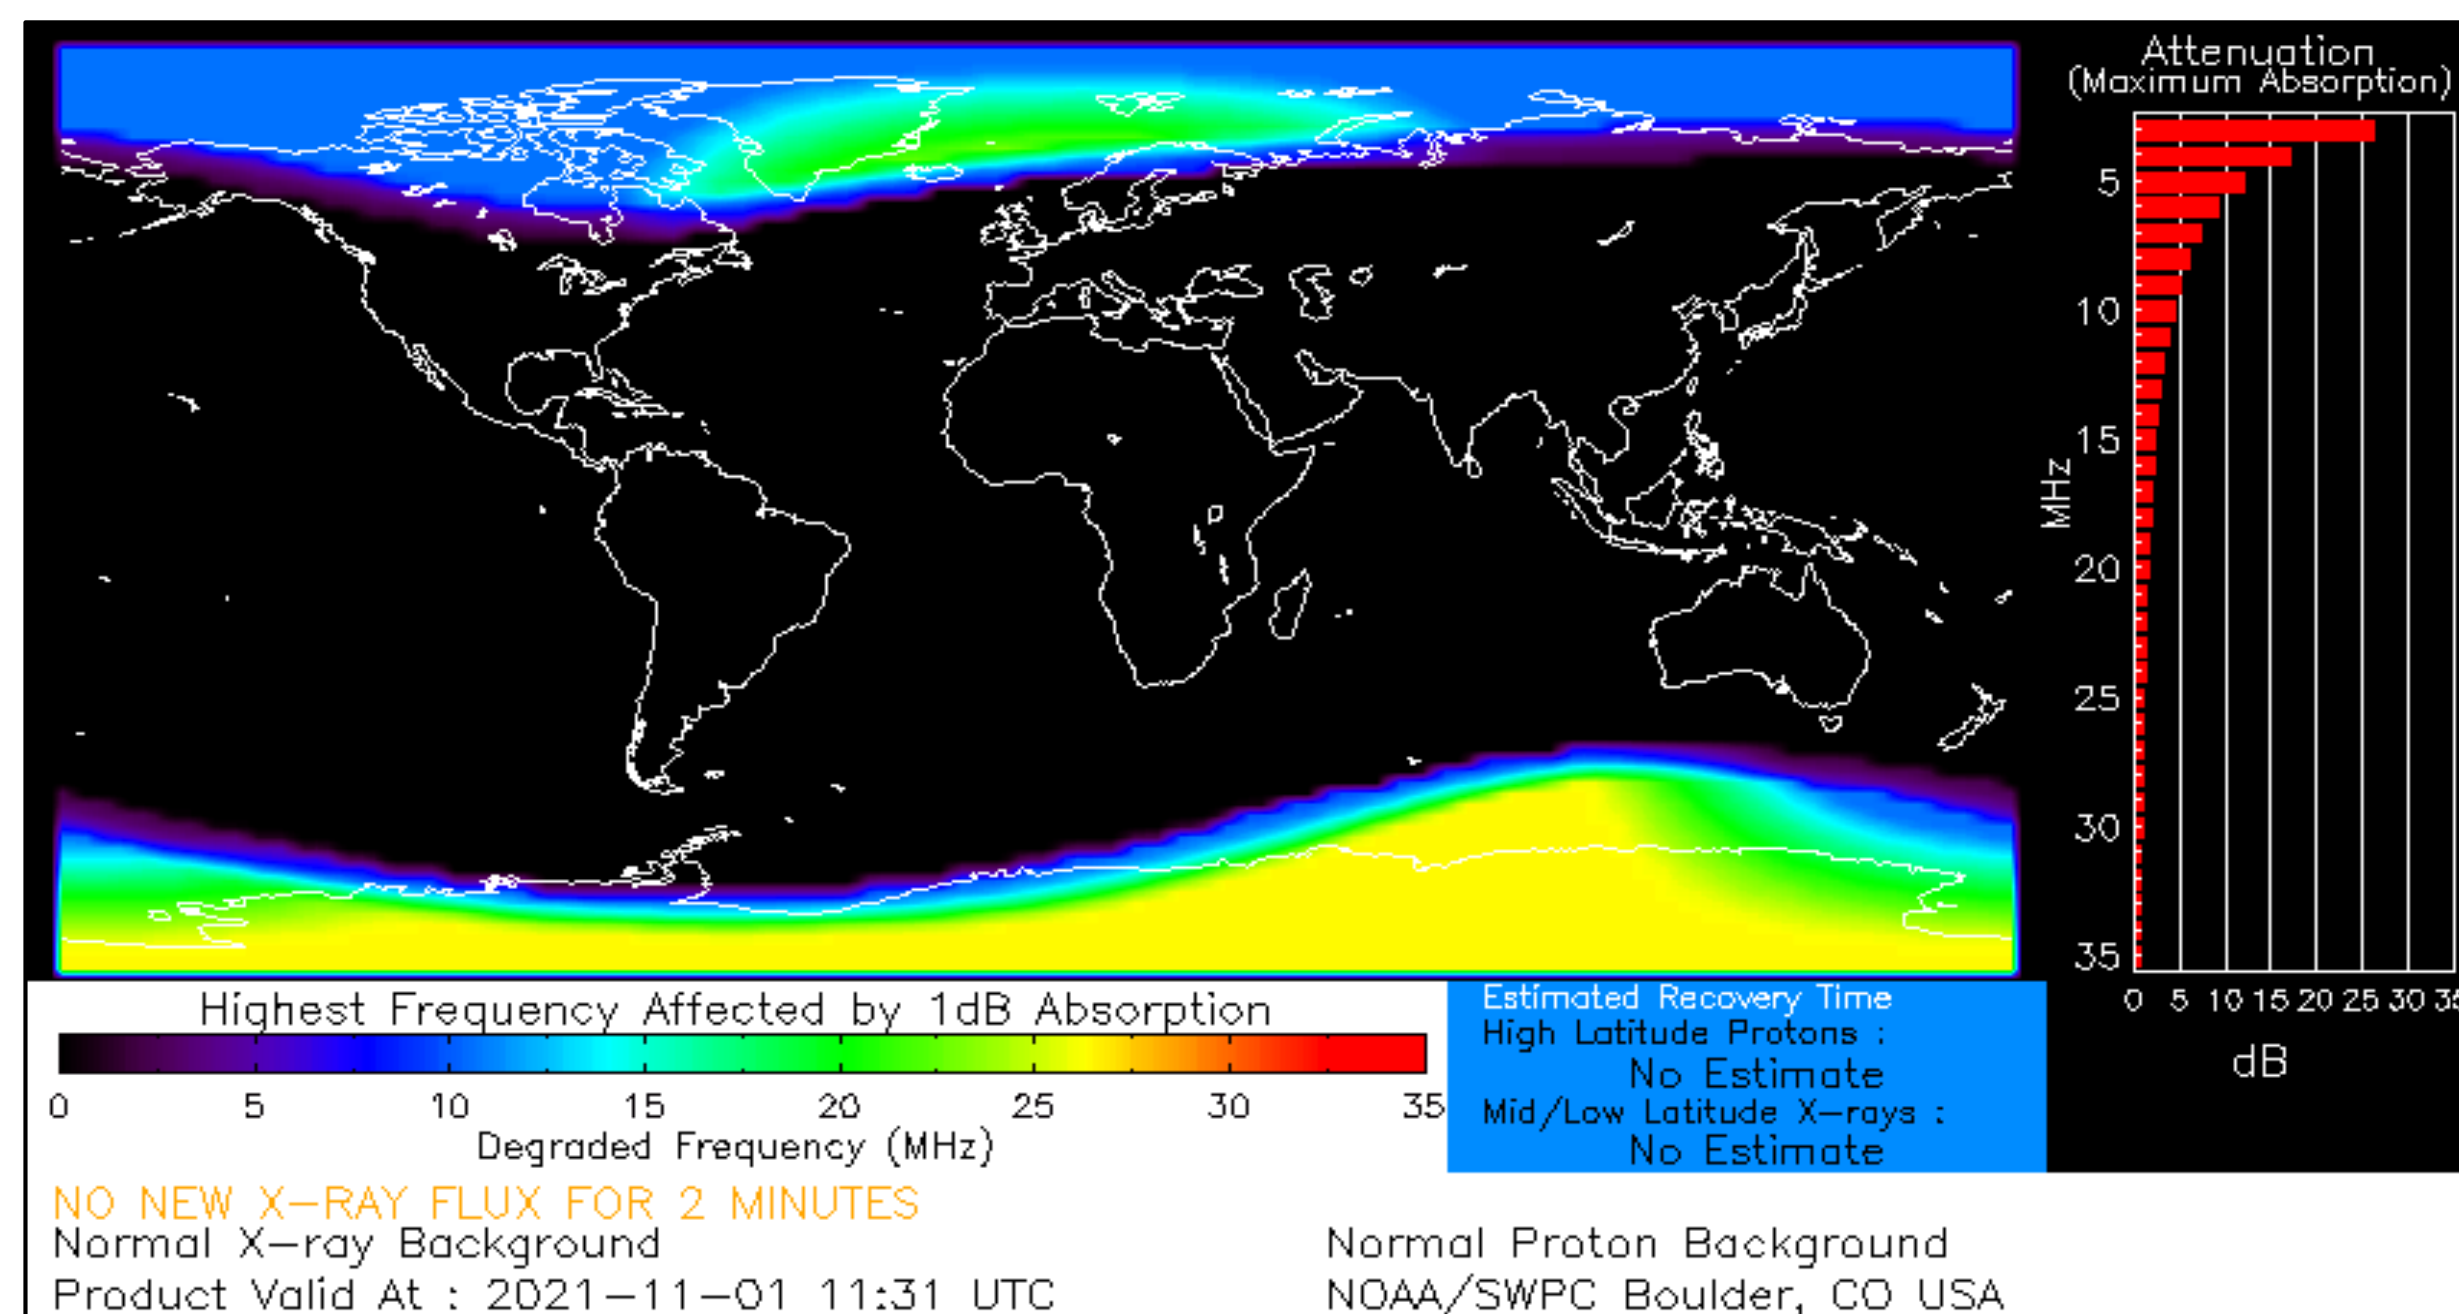 Attenuation
(Maximum Absorption)
5
10
15
20
25
30
35
MHz
0 5 10 15 20 25 30
dB
Highest Frequency Affected by 1dB Absorption
0 5 10 15 20 25 30 35
Degraded Frequency (MHz)
Estimated Recovery Time
High Latitude Protons :
No Estimate
Mid/Low Latitude X-rays :
No Estimate
NO NEW X-RAY FLUX FOR 2 MINUTES
Normal X-ray Background
Product Valid At : 2021-11-01 11:31 UTC
Normal Proton Background
NOAA/SWPC Boulder, CO USA